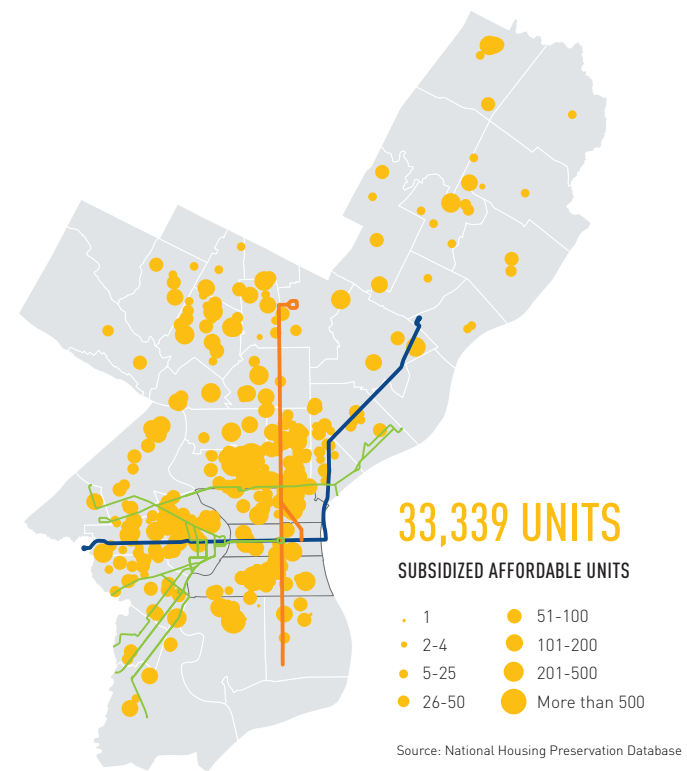 33,339 UNITS
SUBSIDIZED AFFORDABLE UNITS
1
2-4
5-25
26-50
51-100
101-200
201-500
More than 500
Source: National Housing Preservation Database